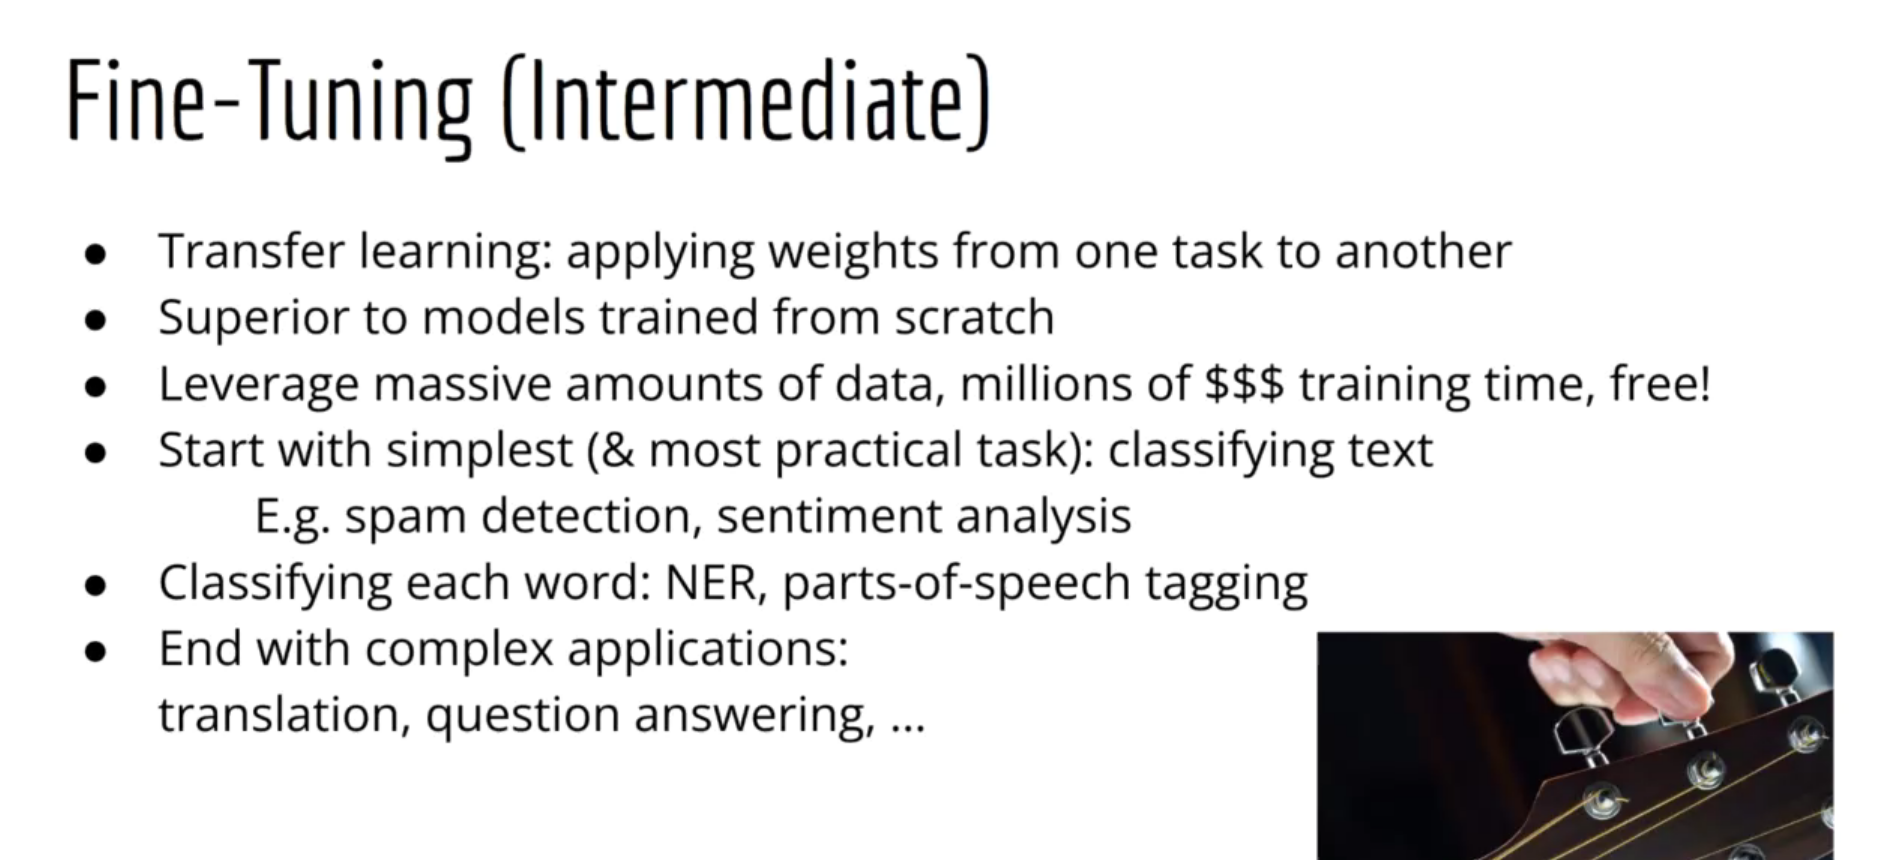 Fine-Tuning (Intermediate)
● Transfer learning: applying weights from one task to another
● Superior to models trained from scratch
● Leverage massive amounts of data, millions of $$$ training time, free!
● Start with simplest (& most practical task): classifying text
E.g. spam detection, sentiment analysis
● Classifying each word: NER, parts-of-speech tagging
● End with complex applications:
translation, question answering, ...